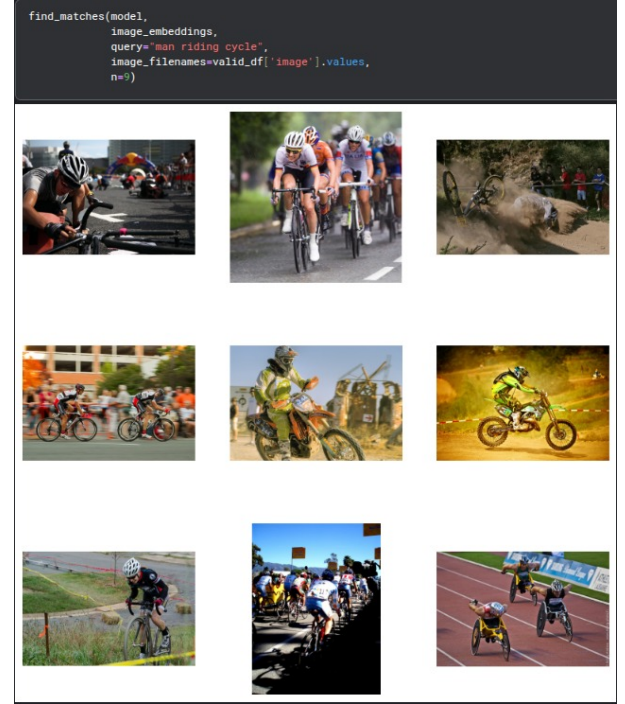 find_matches(model,
image_embeddings,
query="man riding cycle",
image_filenames=valid_df['image'].values,
n=9)